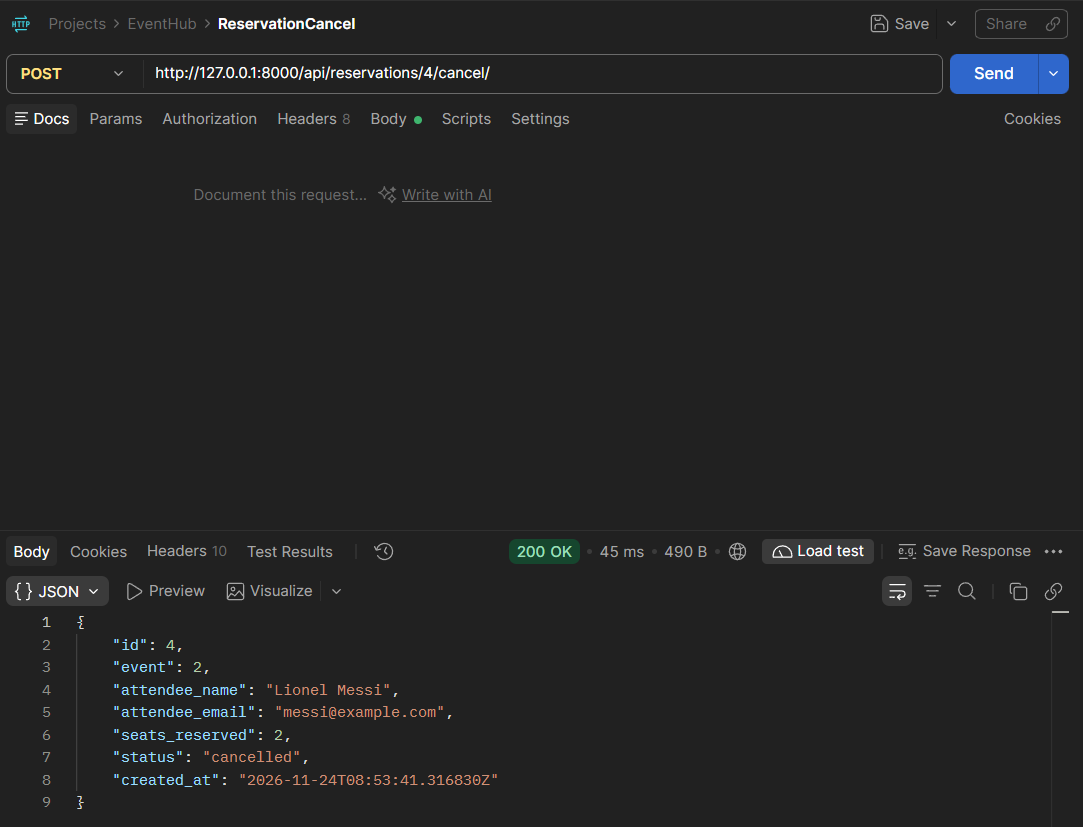 HTTP Projects > EventHub > ReservationCancel Save Share
POST http://127.0.0.1:8000/api/reservations/4/cancel/ Send
Docs Params Authorization Headers 8 Body Scripts Settings Cookies
Document this request... Write with AI
Body Cookies Headers 10 Test Results 200 OK • 45 ms • 490 B • Load test e.g. Save Response
{} JSON Preview Visualize
1 {
2 "id": 4,
3 "event": 2,
4 "attendee_name": "Lionel Messi",
5 "attendee_email": "messi@example.com",
6 "seats_reserved": 2,
7 "status": "cancelled",
8 "created_at": "2026-11-24T08:53:41.316830Z"
9 }